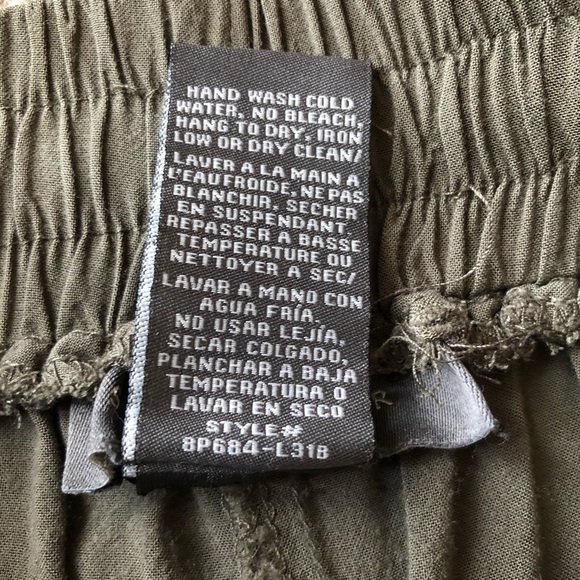 HAND WASH COLD
WATER, NO BLEACH,
HANG TO DRY, IRON
LOW OR DRY CLEAN/
LAVER A LA MAIN A
L'EAU FROIDE, NE PAS
BLANCHIR, SECHER
EN SUSPENDANT.
REPASSER A BASSE
TEMPERATURE OU
NETTOYER A SEC/
LAVAR A MANO CON
AGUA FRÍA.
NO USAR LEJÍA,
SECAR COLGADO,
PLANCHAR A BAJA
TEMPERATURA O
LAVAR EN SECO
STYLE#
8P684-L318